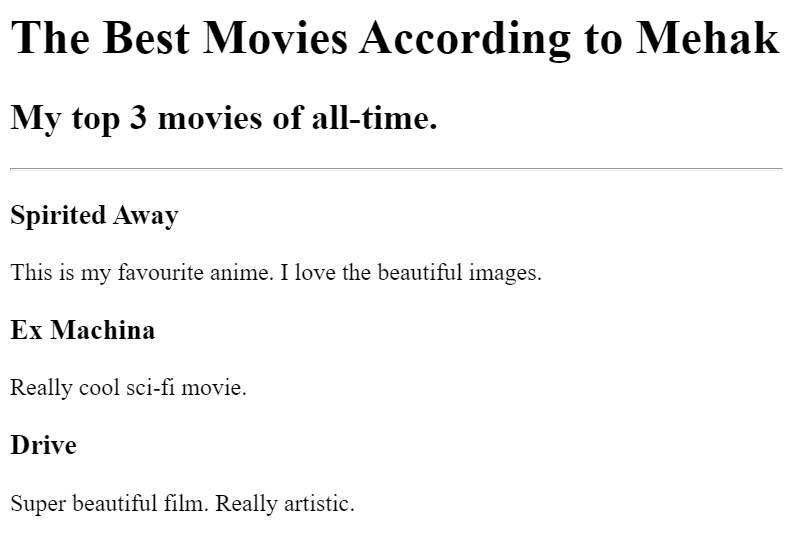 The Best Movies According to Mehak
My top 3 movies of all-time.
Spirited Away
This is my favourite anime. I love the beautiful images.
Ex Machina
Really cool sci-fi movie.
Drive
Super beautiful film. Really artistic.